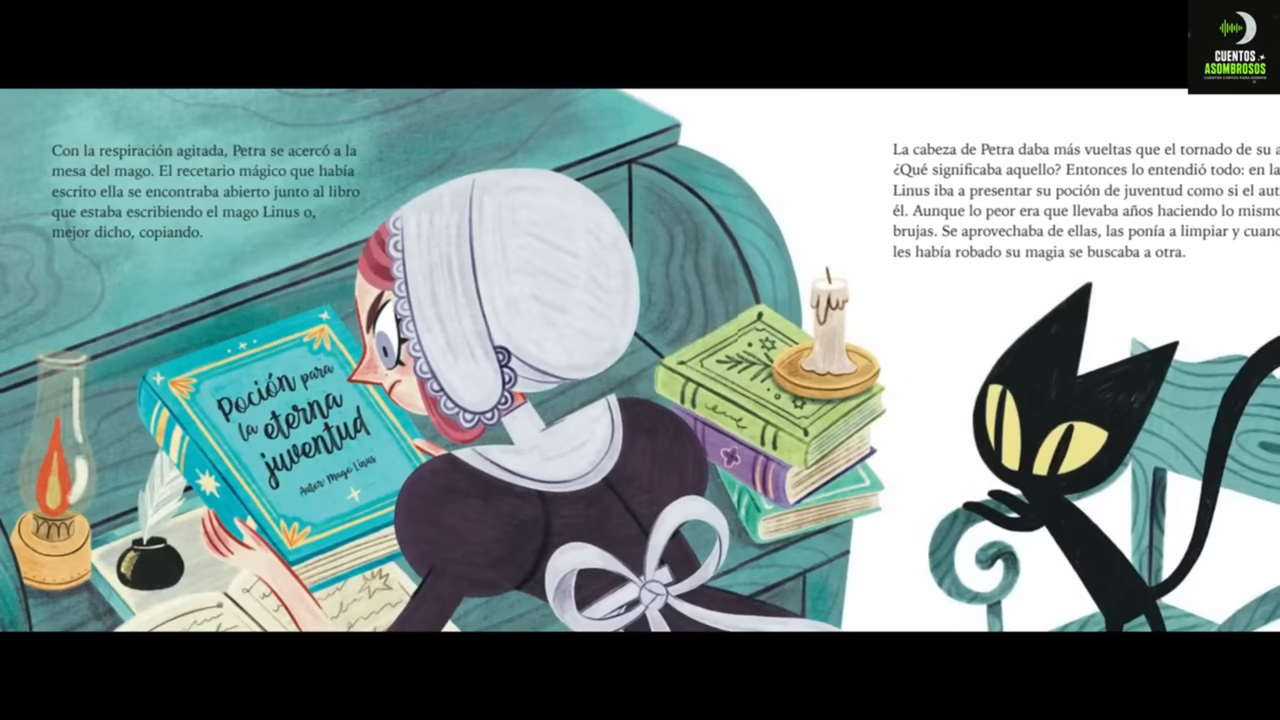 CUENTOS
ASOMBROSOS
CUENTOS CORTOS PARA DORMIR
Con la respiración agitada, Petra se acercó a la
mesa del mago. El recetario mágico que había
escrito ella se encontraba abierto junto al libro
que estaba escribiendo el mago Linus o,
mejor dicho, copiando.
Poción para
la eterna
juventud
Autor: Mago Linus
La cabeza de Petra daba más vueltas que el tornado de su
¿Qué significaba aquello? Entonces lo entendió todo: en la
Linus iba a presentar su poción de juventud como si el
él. Aunque lo peor era que llevaba años haciendo lo mismo
brujas. Se aprovechaba de ellas, las ponía a limpiar y
les había robado su magia se buscaba a otra.